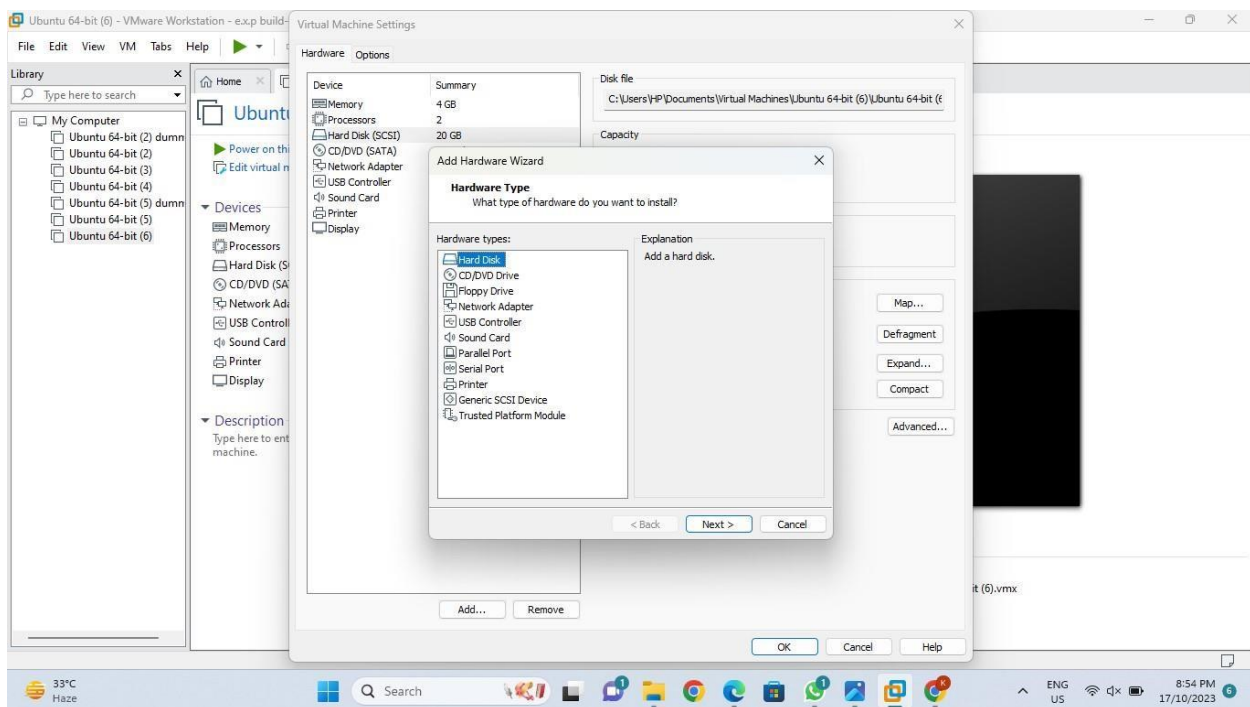 Ubuntu 64-bit (6) - VMware Workstation - e.x.p build-
File Edit View VM Tabs Help
Library
Type here to search
My Computer
Ubuntu 64-bit (2) dumm
Ubuntu 64-bit (2)
Ubuntu 64-bit (3)
Ubuntu 64-bit (4)
Ubuntu 64-bit (5) dumm
Ubuntu 64-bit (5)
Ubuntu 64-bit (6)
Home
Ubunt
Power on thi
Edit virtual m
Devices
Memory
Processors
Hard Disk (S
CD/DVD (SA
Network Ada
USB Controll
Sound Card
Printer
Display
Description
Type here to ent
machine.
Virtual Machine Settings
Hardware Options
Device Summary
Memory 4 GB
Processors 2
Hard Disk (SCSI) 20 GB
CD/DVD (SATA)
Network Adapter
USB Controller
Sound Card
Printer
Display
Add... Remove
Disk file
C:\Users\HP\Documents\Virtual Machines\Ubuntu 64-bit (6)\Ubuntu 64-bit (6
Capacity
Map...
Defragment
Expand...
Compact
Advanced...
OK Cancel Help
Add Hardware Wizard
Hardware Type
What type of hardware do you want to install?
Hardware types:
Hard Disk
CD/DVD Drive
Floppy Drive
Network Adapter
USB Controller
Sound Card
Parallel Port
Serial Port
Printer
Generic SCSI Device
Trusted Platform Module
Explanation
Add a hard disk.
< Back Next > Cancel
it (6).vmx
33°C
Haze
Search
1
1
K
ENG
US
8:54 PM
17/10/2023
6